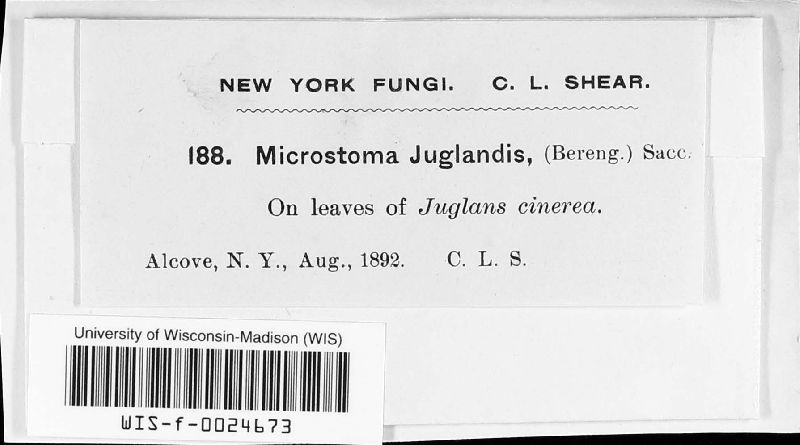 NEW YORK FUNGI. C. L. SHEAR.
188. Microstoma Juglandis, (Bereng.) Sacc.
On leaves of Juglans cinerea.
Alcove, N. Y., Aug., 1892. C. L. S.
University of Wisconsin-Madison (WIS)
WIS-f-0024673